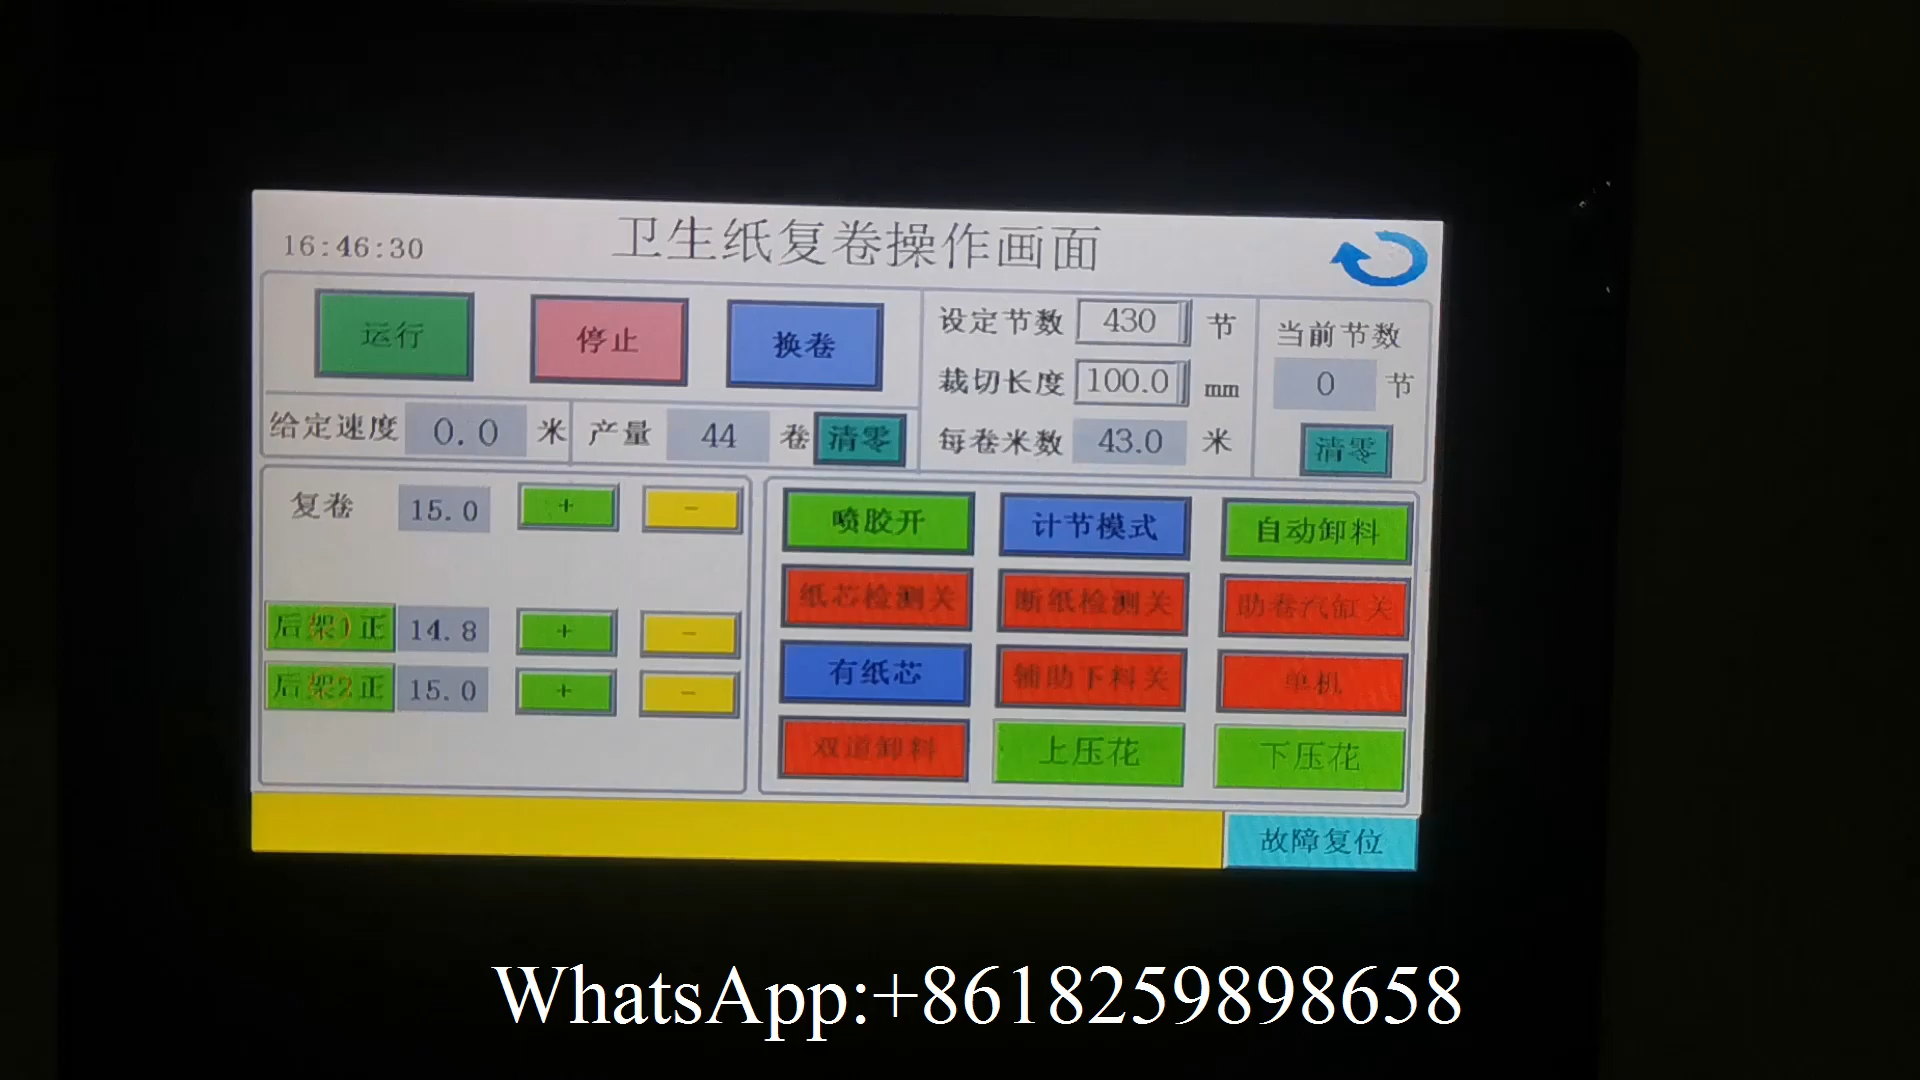 16:46:30
卫生纸复卷操作画面
运行
停止
换卷
设定节数 430 节
当前节数
裁切长度 100.0 mm
0 节
给定速度 0.0 米
产量 44 卷 清零
每卷米数 43.0 米
清零
复卷 15.0 + -
喷胶开
计节模式
自动卸料
纸芯检测关
断纸检测关
助卷汽缸关
后架1正 14.8 + -
有纸芯
辅助下料关
单机
后架2正 15.0 + -
双道卸料
上压花
下压花
故障复位
WhatsApp:+8618259898658